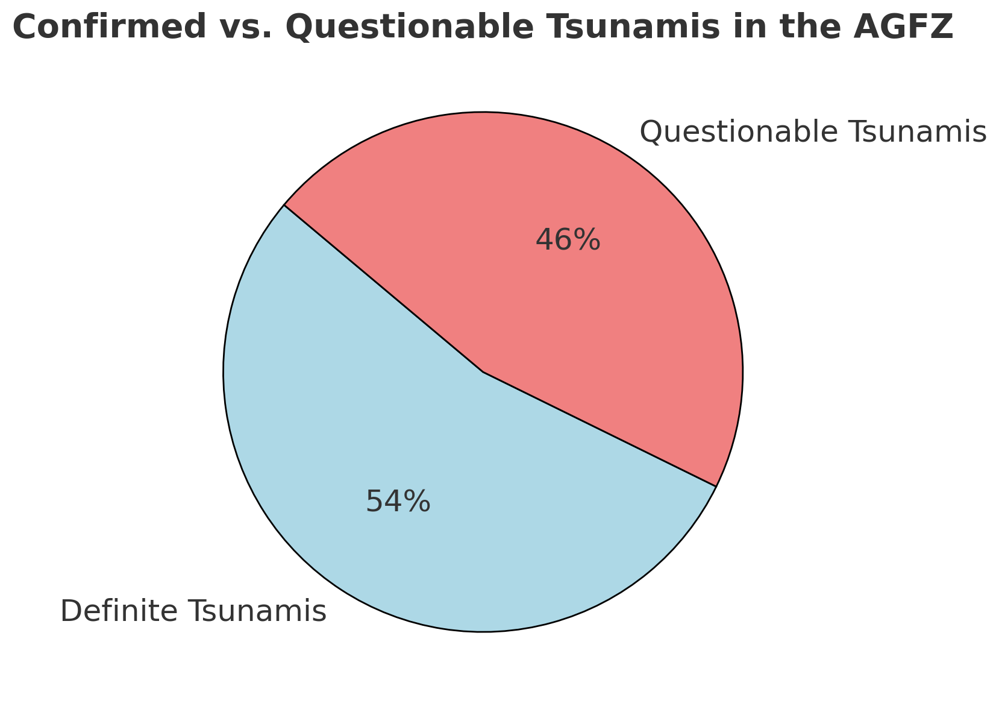 Confirmed vs. Questionable Tsunamis in the AGFZ
Questionable Tsunamis
46%
54%
Definite Tsunamis